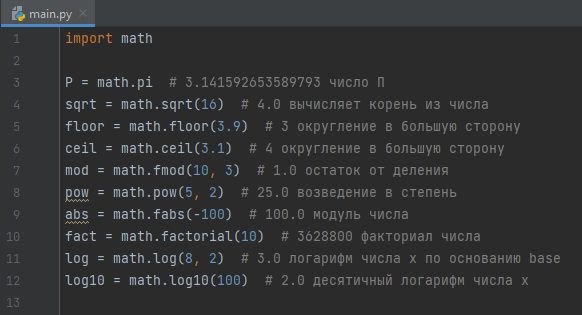 main.py
1 import math
2
3 P = math.pi # 3.141592653589793 число П
4 sqrt = math.sqrt(16) # 4.0 вычисляет корень из числа
5 floor = math.floor(3.9) # 3 округление в большую сторону
6 ceil = math.ceil(3.1) # 4 округление в большую сторону
7 mod = math.fmod(10, 3) # 1.0 остаток от деления
8 pow = math.pow(5, 2) # 25.0 возведение в степень
9 abs = math.fabs(-100) # 100.0 модуль числа
10 fact = math.factorial(10) # 3628800 факториал числа
11 log = math.log(8, 2) # 3.0 логарифм числа x по основанию base
12 log10 = math.log10(100) # 2.0 десятичный логарифм числа x
13